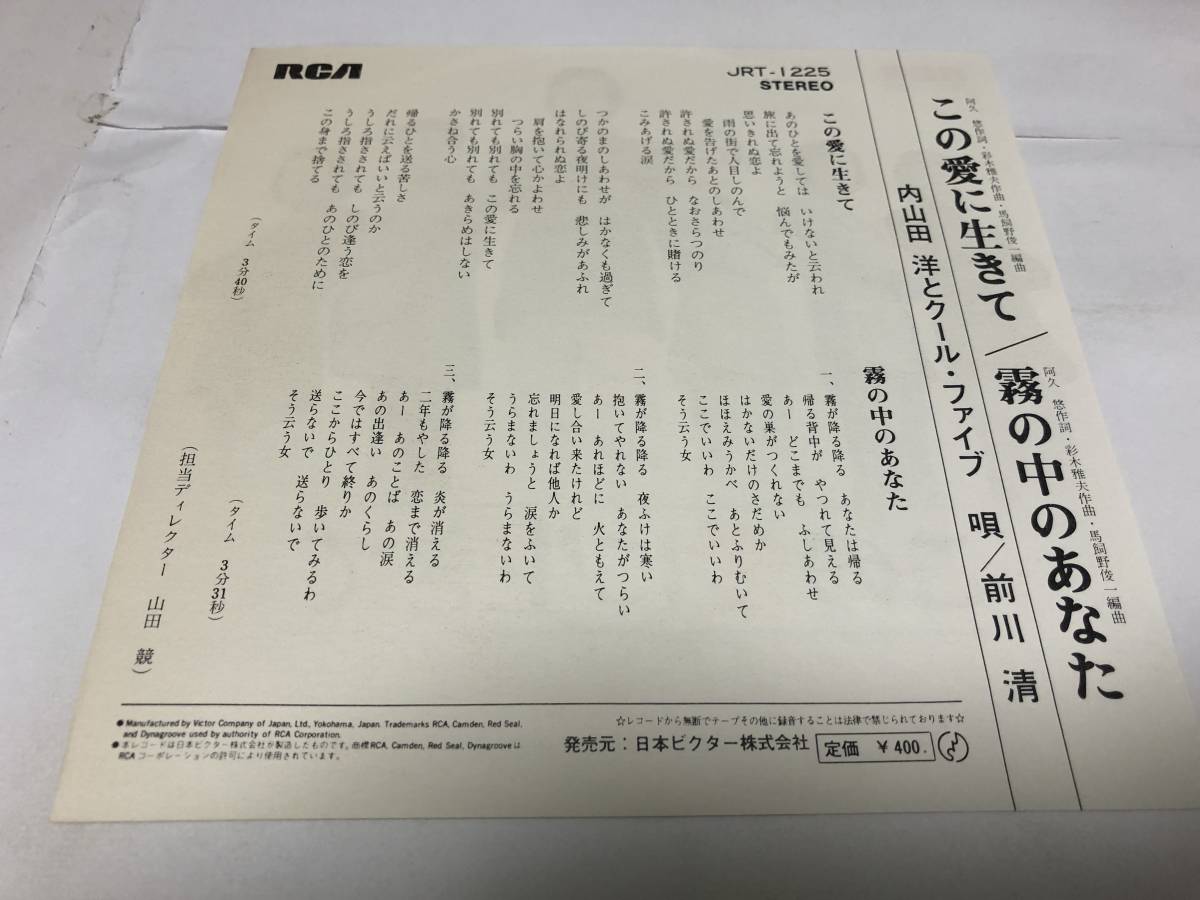 RCA
JRT-1225
STEREO
阿久 悠作詞・彩木雅夫作曲・馬飼野俊一編曲
この愛に生きて／霧の中のあなた
阿久 悠作詞・彩木雅夫作曲・馬飼野俊一編曲
内山田 洋とクール・ファイブ 唄／前川 清
この愛に生きて
あのひとを愛しては いけないと云われ
旅に出て忘れようと 悩んでもみたが
思いきれぬ恋よ
雨の街で人目しのんで
愛を告げたあとのしあわせ
許されぬ愛だから なおさらつのり
許されぬ愛だから ひとときに賭ける
こみあげる涙
つかのまのしあわせが はかなくも過ぎて
しのび寄る夜明けにも 悲しみがあふれ
はなれられぬ恋よ
肩を抱いて心かよわせ
つらい胸の中を忘れる
別れても別れても この愛に生きて
別れても別れても あきらめはしない
かさね合う心
帰るひとを送る苦しさ
だれに云えばいいと云うのか
うしろ指さされても しのび逢う恋を
うしろ指さされても あのひとのために
この身まで捨てる
（タイム 3分40秒）
霧の中のあなた
一、霧が降る降る あなたは帰る
帰る背中が やつれて見える
あー どこまでも ふしあわせ
愛の巣がつくれない
はかないだけのさだめか
ほほえみうかべ あとふりむいて
ここでいいわ ここでいいわ
そう云う女
二、霧が降る降る 夜ふけは寒い
抱いてやれない あなたがつらい
あー あれほどに 火ともえて
愛し合い来たけれど
明日になれば他人か
忘れましょうと 涙をふいて
うらまないわ うらまないわ
そう云う女
三、霧が降る降る 炎が消える
二年もやした 恋まで消える
あー あのことば あの涙
あの出逢い あのくらし
今ではすべて終りか
ここからひとり 歩いてみるわ
送らないで 送らないで
そう云う女
（タイム 3分31秒）
（担当ディレクター 山田 競）
● Manufactured by Victor Company of Japan, Ltd., Yokohama, Japan. Trademarks RCA, Camden, Red Seal,
and Dynagroove used by authority of RCA Corporation.
●本レコードは日本ビクター株式会社が製造したものです。商標RCA, Camden, Red Seal, Dynagrooveは
RCAコーポレーションの許可により使用されています。
☆レコードから無断でテープその他に録音することは法律で禁じられております☆
発売元：日本ビクター株式会社 定価 ￥400.